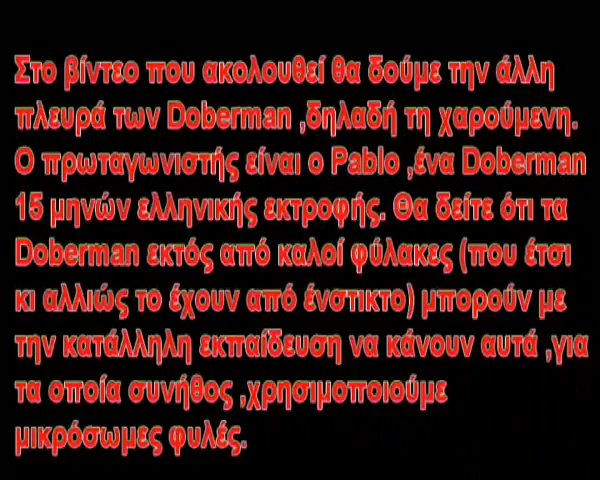 Στο βίντεο που ακολουθεί θα δούμε την άλλη
πλευρά των Doberman ,δηλαδή τη χαρούμενη.
Ο πρωταγωνιστής είναι ο Pablo ,ένα Doberman
15 μηνών ελληνικής εκτροφής. Θα δείτε ότι τα
Doberman εκτός από καλοί φύλακες (που έτσι
κι αλλιώς το έχουν από ένστικτο) μπορούν με
την κατάλληλη εκπαίδευση να κάνουν αυτά ,για
τα οποία συνήθος ,χρησιμοποιούμε
μικρόσωμες φυλές.